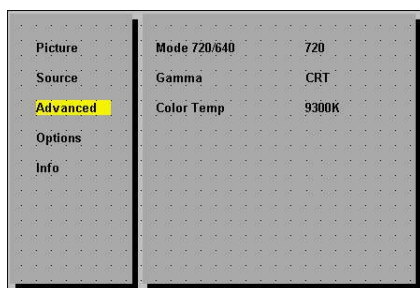 Picture
Source
Advanced
Options
Info
Mode 720/640 720
Gamma CRT
Color Temp 9300K